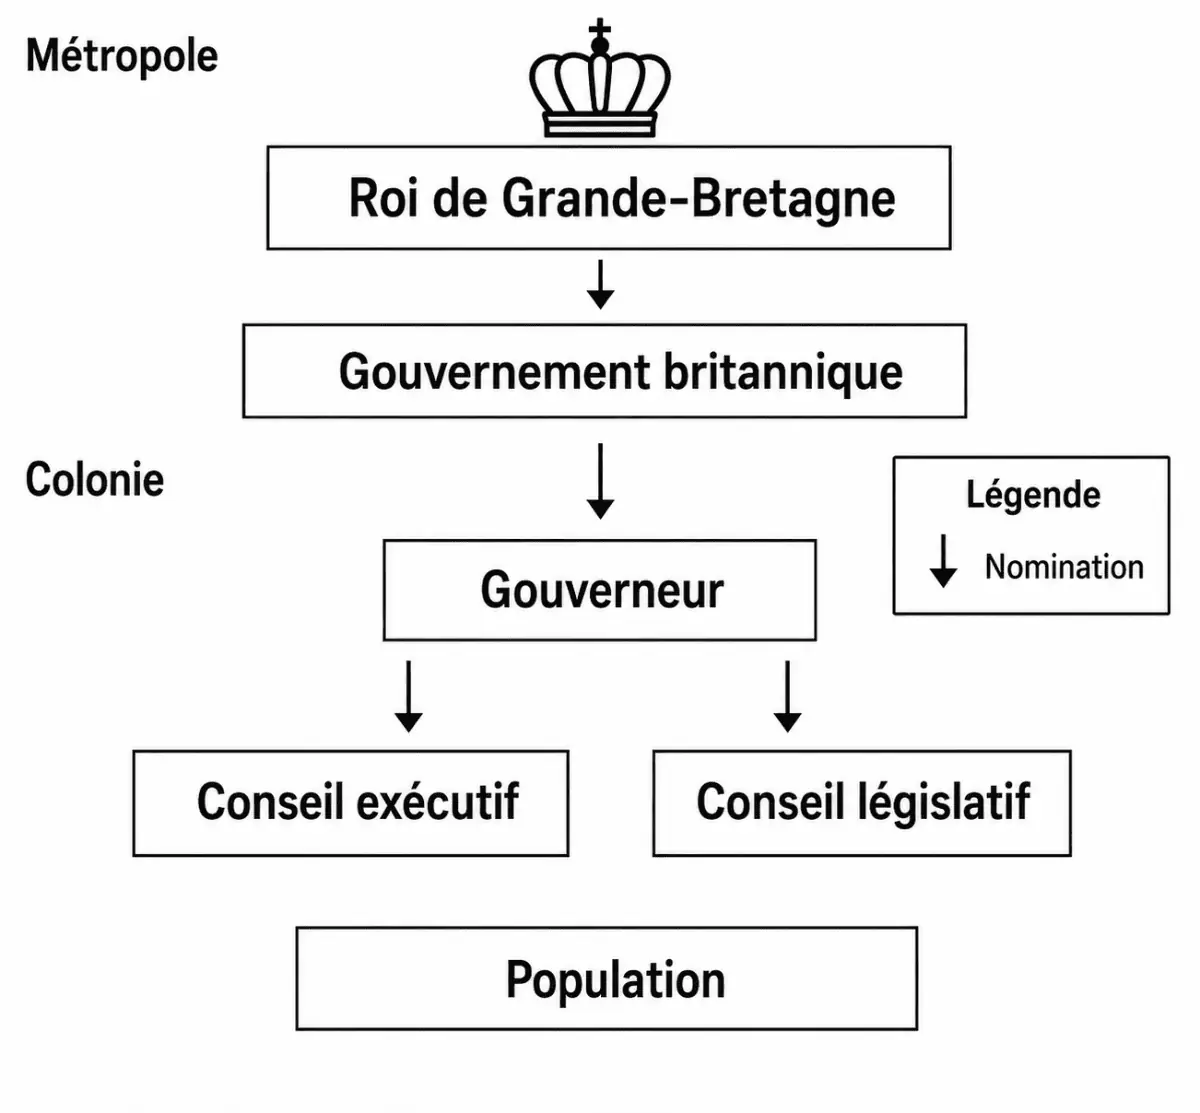 Métropole
Roi de Grande-Bretagne
Gouvernement britannique
Colonie
Légende
Nomination
Gouverneur
Conseil exécutif
Conseil législatif
Population